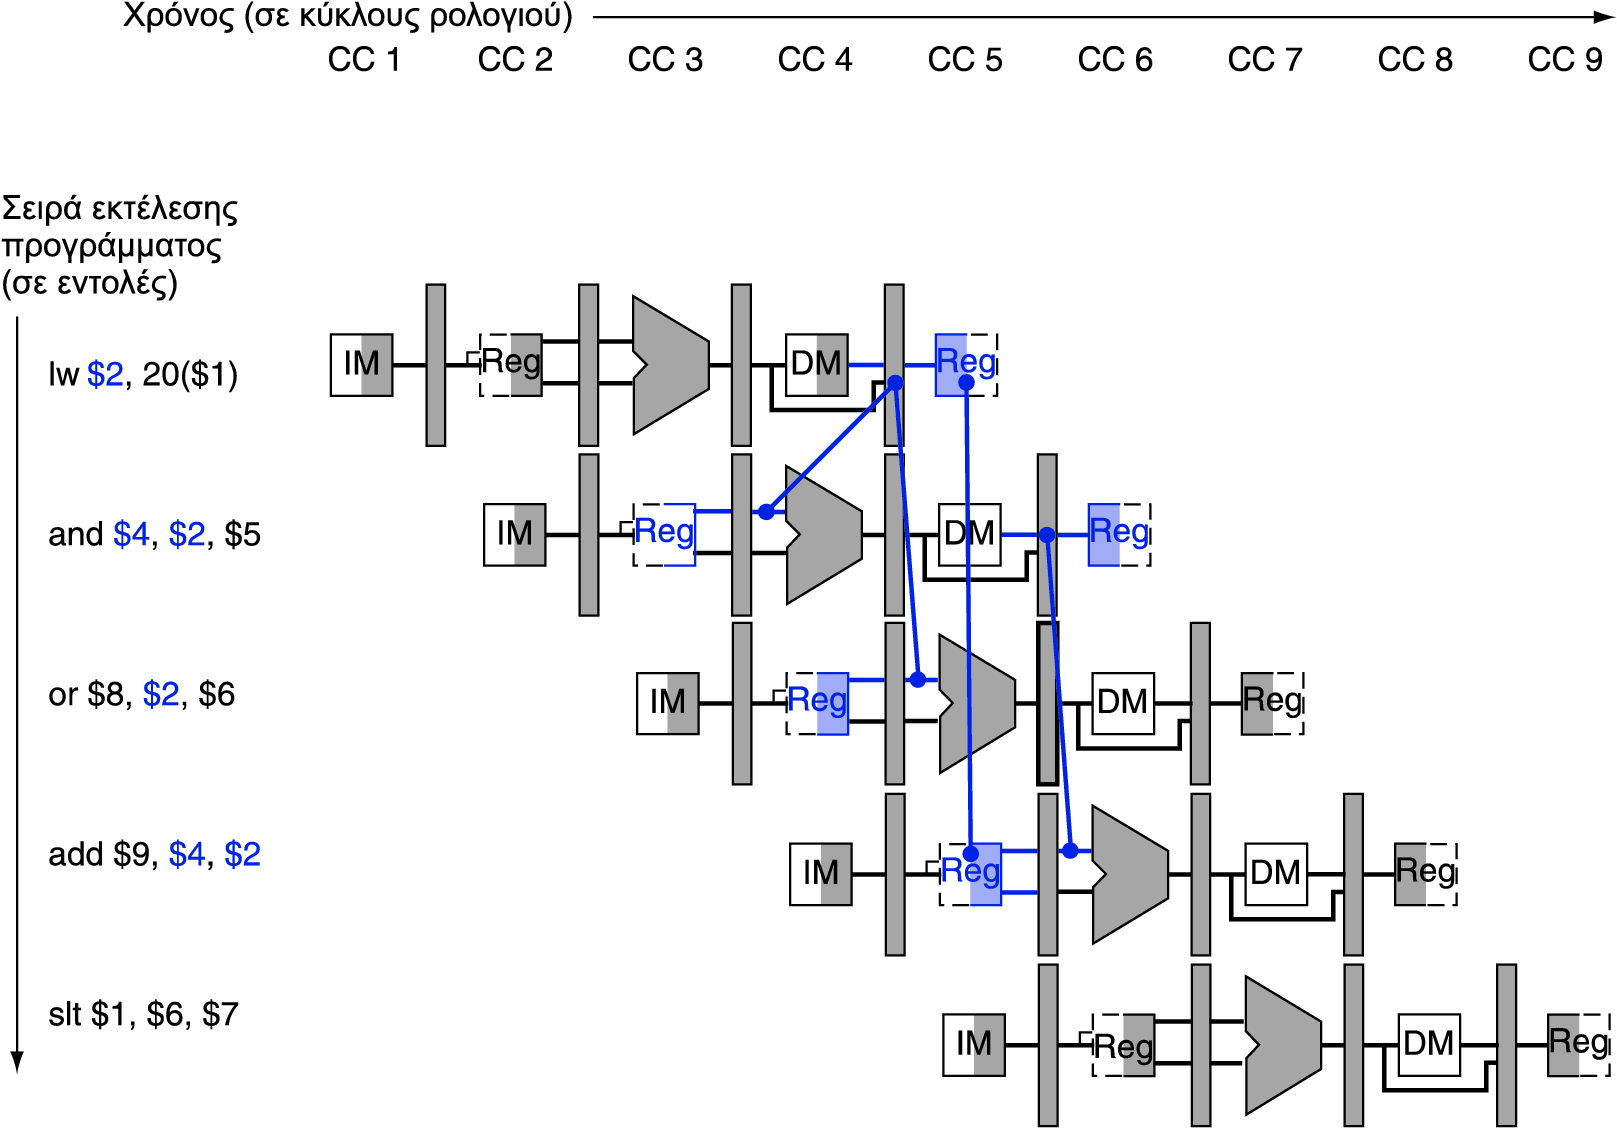 Χρόνος (σε κύκλους ρολογιού)
CC 1 CC 2 CC 3 CC 4 CC 5 CC 6 CC 7 CC 8 CC 9
Σειρά εκτέλεσης
προγράμματος
(σε εντολές)
lw $2, 20($1) IM Reg DM Reg
and $4, $2, $5 IM Reg DM Reg
or $8, $2, $6 IM Reg DM Reg
add $9, $4, $2 IM Reg DM Reg
slt $1, $6, $7 IM Reg DM Reg